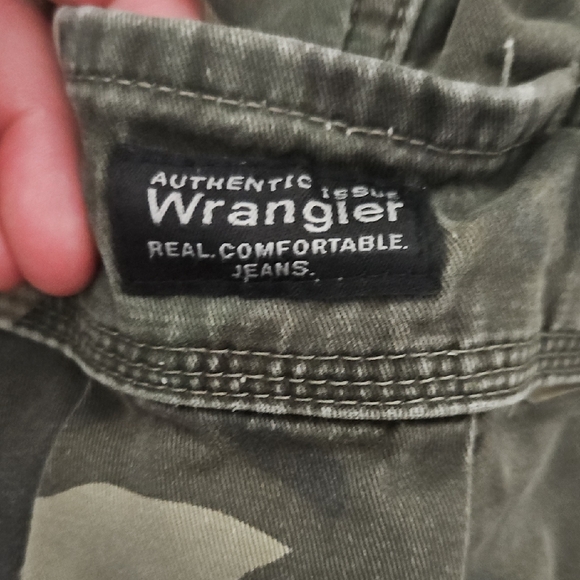 AUTHENTIC ISSUE
Wrangler
REAL. COMFORTABLE.
JEANS.